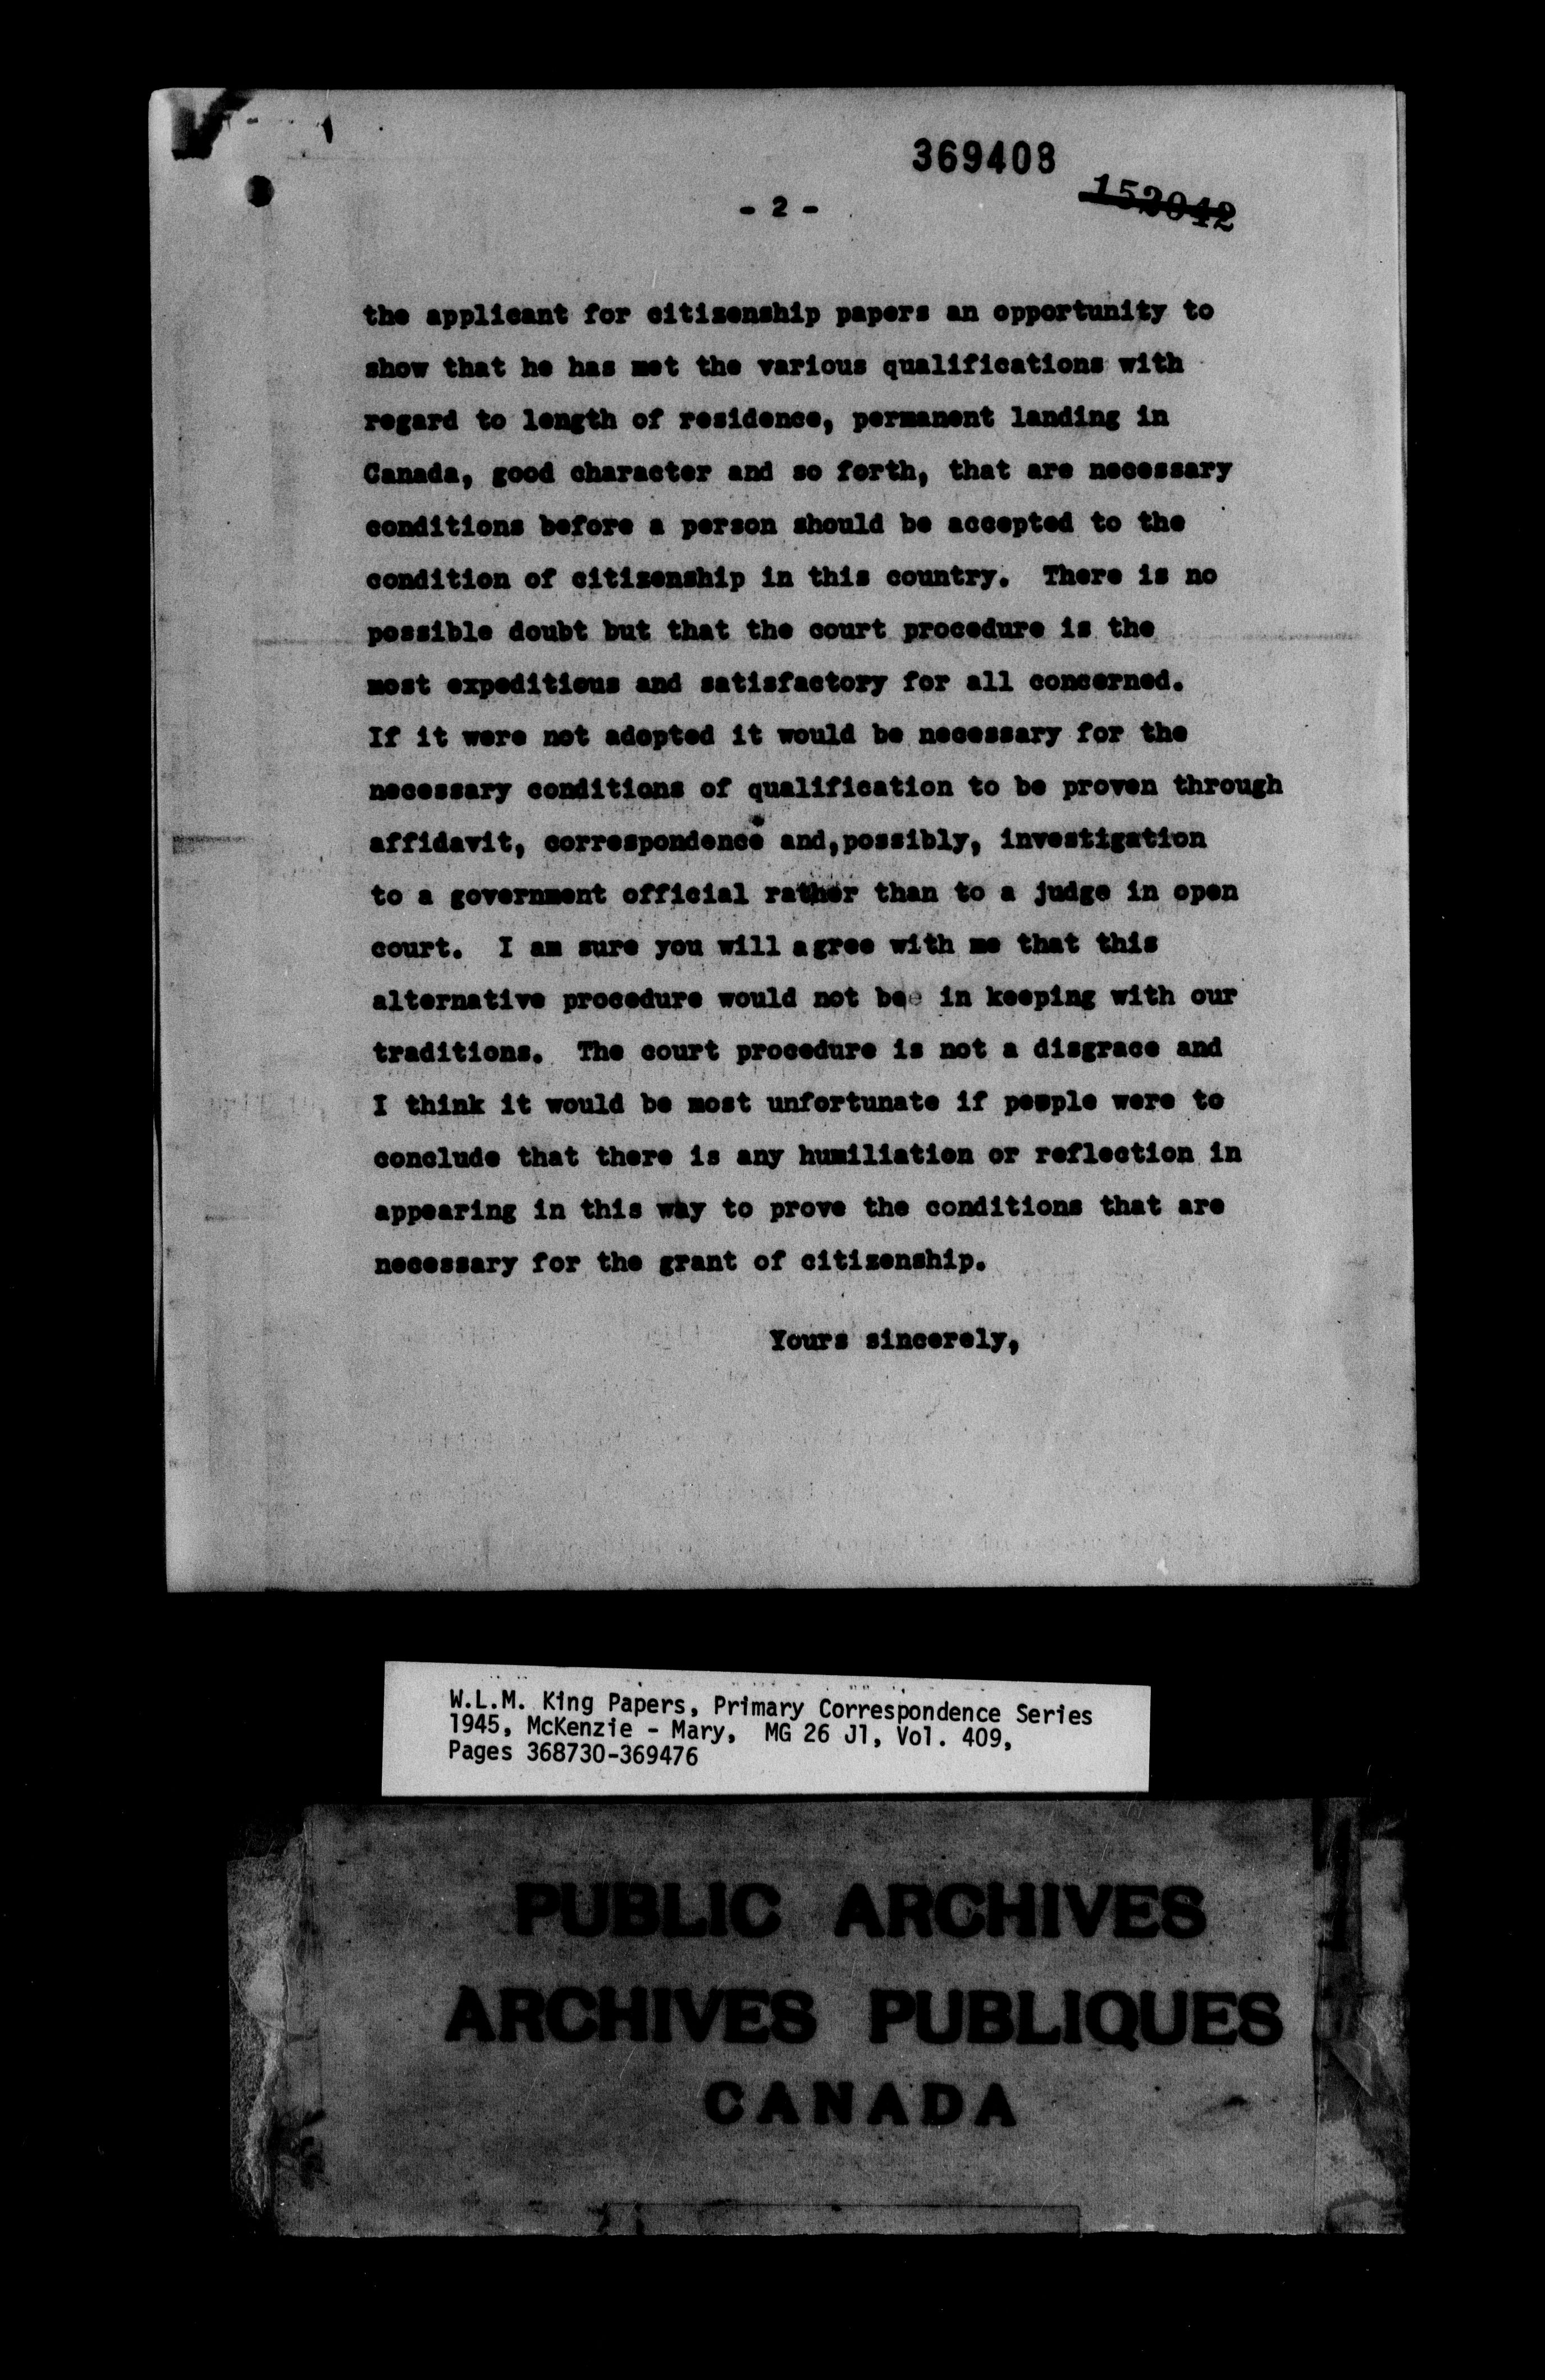 369408
152042
- 2 -
the applicant for citizenship papers an opportunity to
show that he has met the various qualifications with
regard to length of residence, permanent landing in
Canada, good character and so forth, that are necessary
conditions before a person should be accepted to the
condition of citizenship in this country. There is no
possible doubt but that the court procedure is the
most expeditious and satisfactory for all concerned.
If it were not adopted it would be necessary for the
necessary conditions of qualification to be proven through
affidavit, correspondence and,possibly, investigation
to a government official rather than to a judge in open
court. I am sure you will agree with me that this
alternative procedure would not be in keeping with our
traditions. The court procedure is not a disgrace and
I think it would be most unfortunate if people were to
conclude that there is any humiliation or reflection in
appearing in this way to prove the conditions that are
necessary for the grant of citizenship.
Yours sincerely,
W.L.M. King Papers, Primary Correspondence Series
1945, McKenzie - Mary, MG 26 J1, Vol. 409,
Pages 368730-369476
PUBLIC ARCHIVES
ARCHIVES PUBLIQUES
CANADA